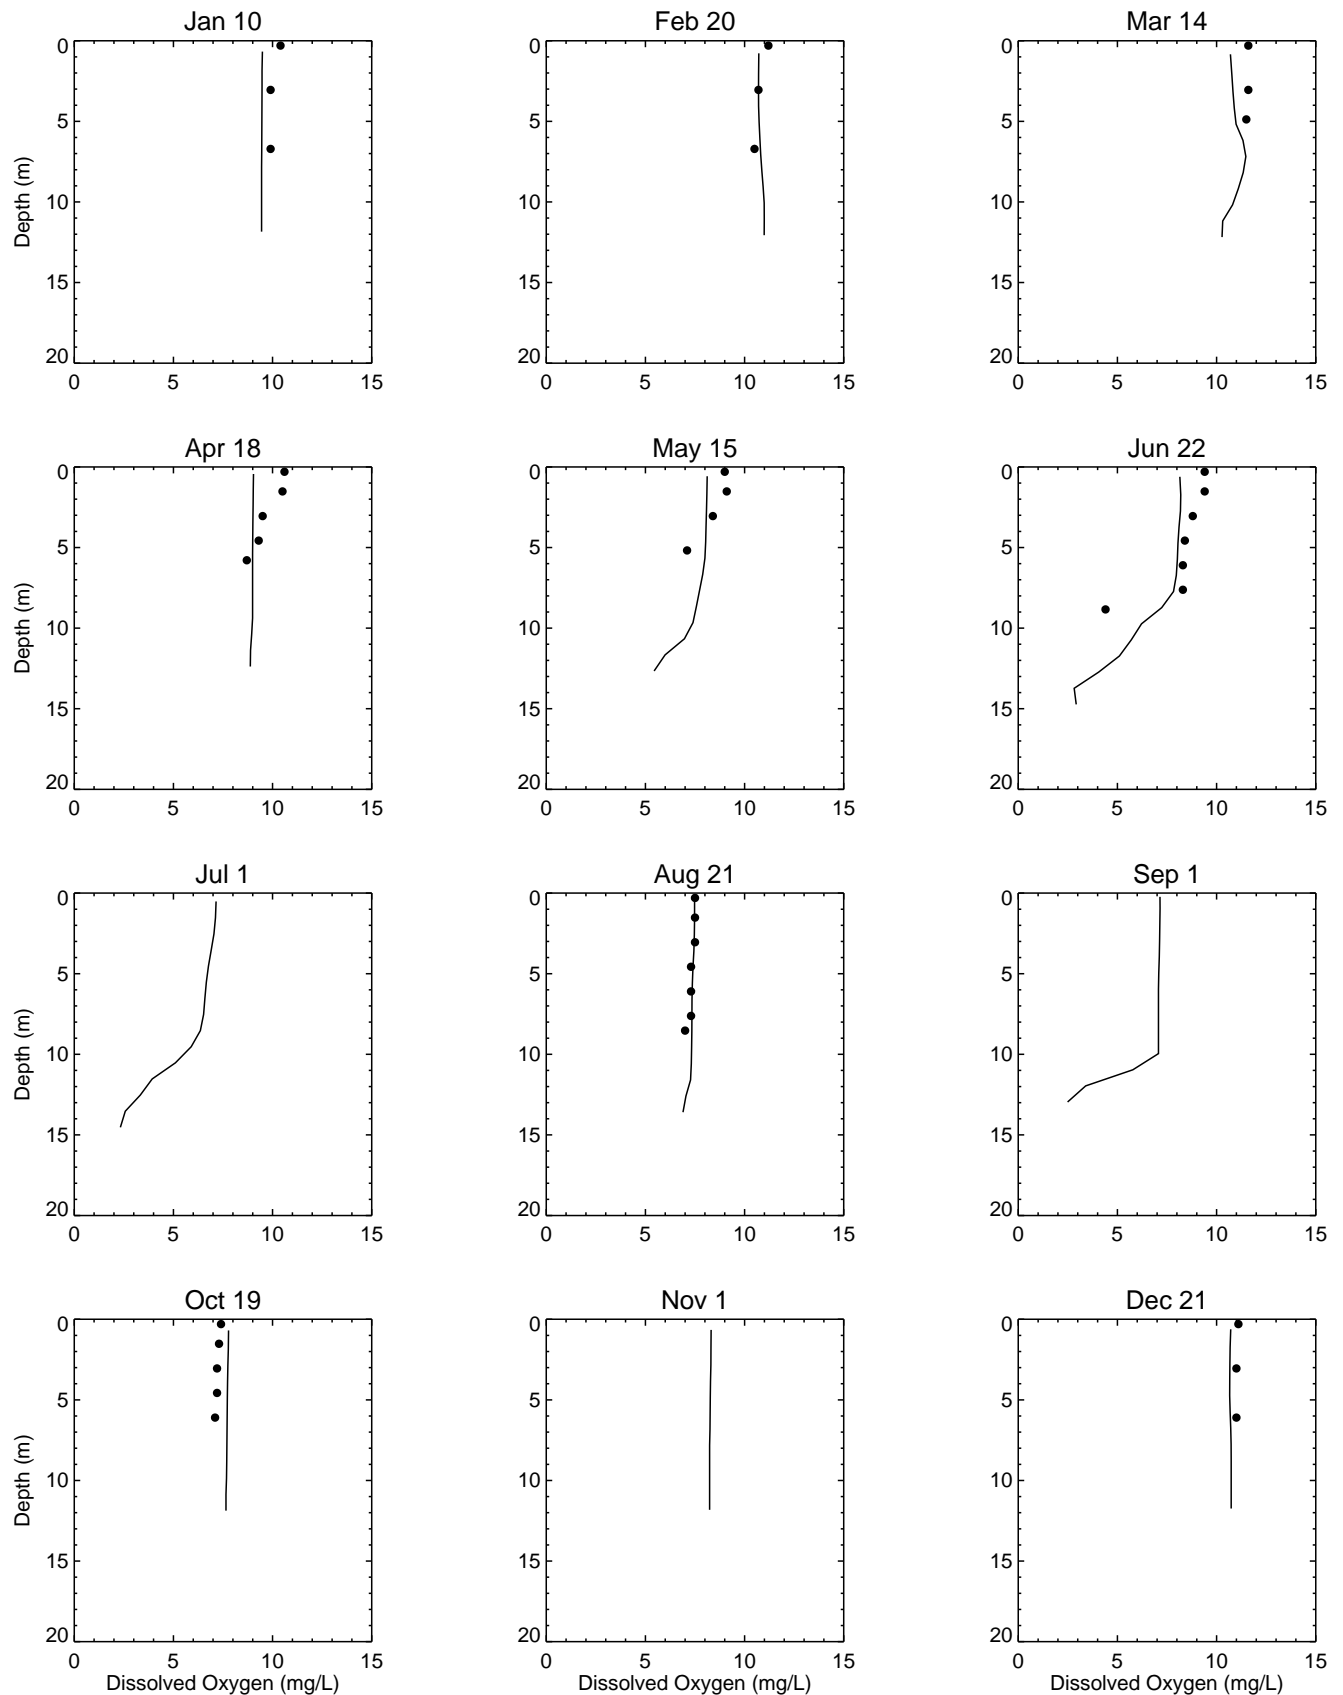 Jan 10
Feb 20
Mar 14
0 0 0
5 5 5
Depth (m)
10 10 10
15 15 15
20 20 20
0 5 10 15 0 5 10 15 0 5 10 15
Apr 18
May 15
Jun 22
0 0 0
5 5 5
Depth (m)
10 10 10
15 15 15
20 20 20
0 5 10 15 0 5 10 15 0 5 10 15
Jul 1
Aug 21
Sep 1
0 0 0
5 5 5
Depth (m)
10 10 10
15 15 15
20 20 20
0 5 10 15 0 5 10 15 0 5 10 15
Oct 19
Nov 1
Dec 21
0 0 0
5 5 5
Depth (m)
10 10 10
15 15 15
20 20 20
0 5 10 15 0 5 10 15 0 5 10 15
Dissolved Oxygen (mg/L)
Dissolved Oxygen (mg/L)
Dissolved Oxygen (mg/L)